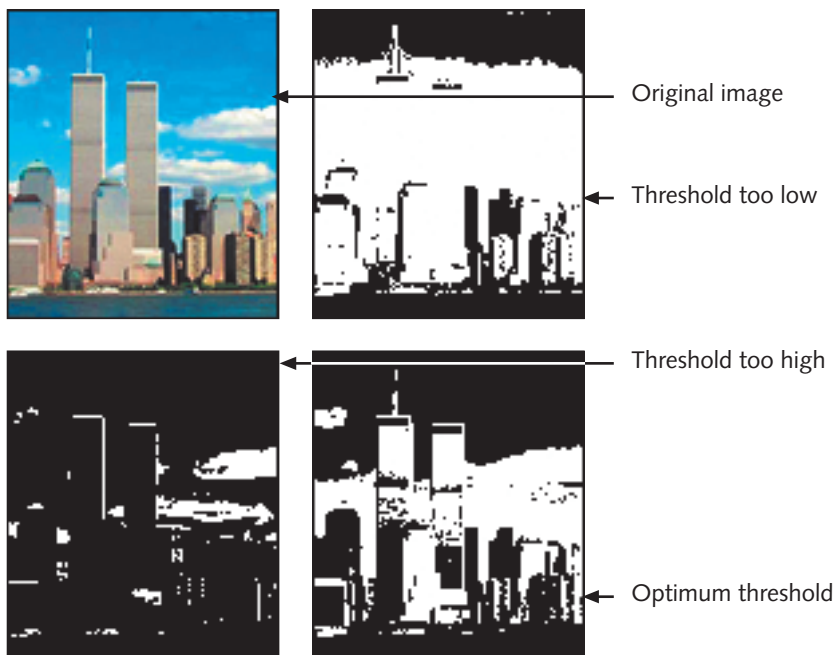 Original image
Threshold too low
Threshold too high
Optimum threshold